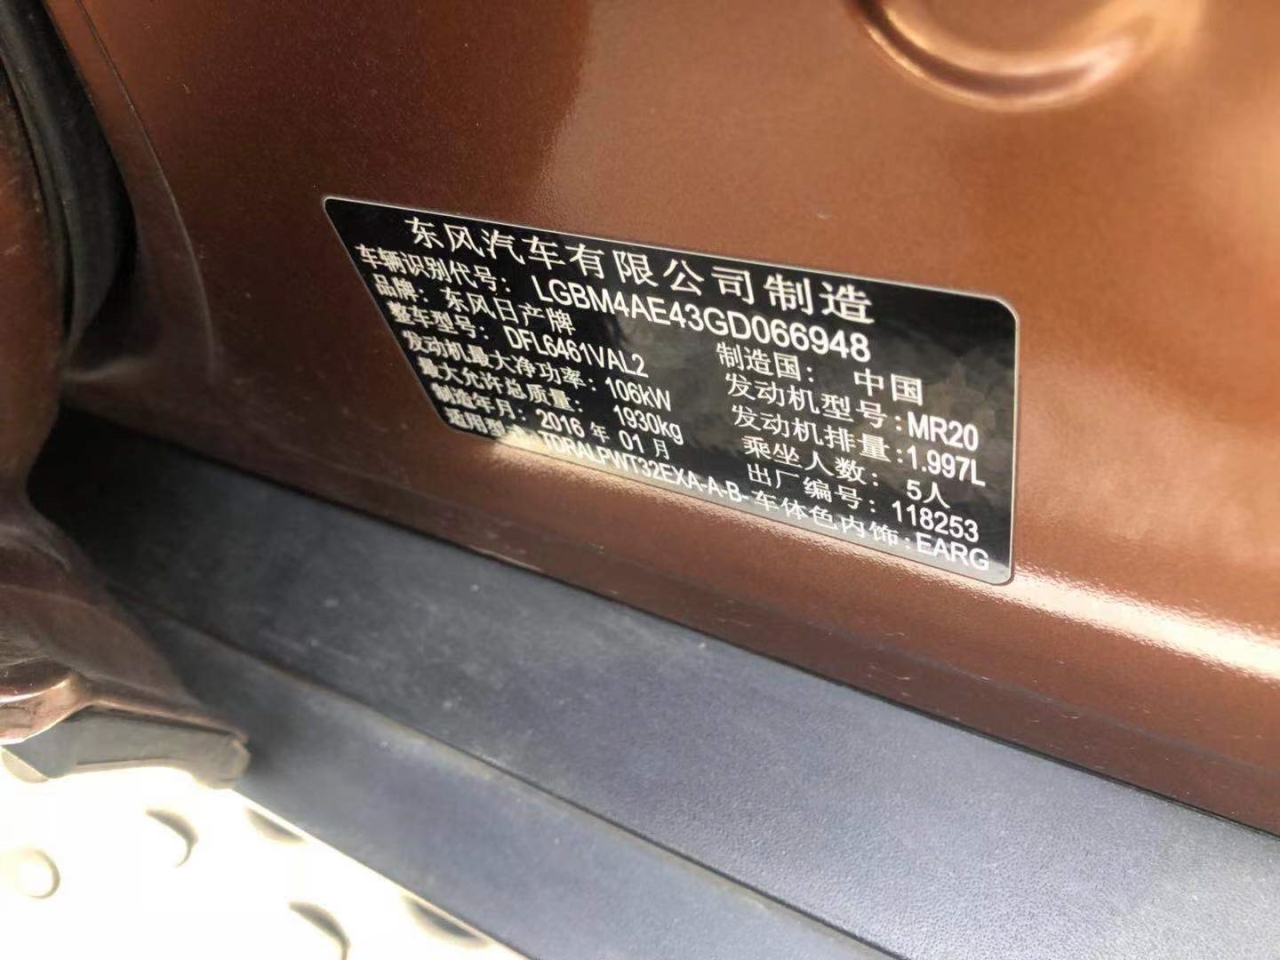 东风汽车有限公司制造
车辆识别代号: LGBM4AE43GD066948
品牌: 东风日产牌 制造国: 中国
整车型号: DFL6461VAL2 发动机型号:MR20
发动机最大净功率: 106kW 发动机排量:1.997L
最大允许总质量: 1930kg 乘坐人数: 5人
制造年月: 2016 年 01 月 出厂编号: 118253
适用型 TDRALPWT32EXA-A-B- 车体色内饰:EARG